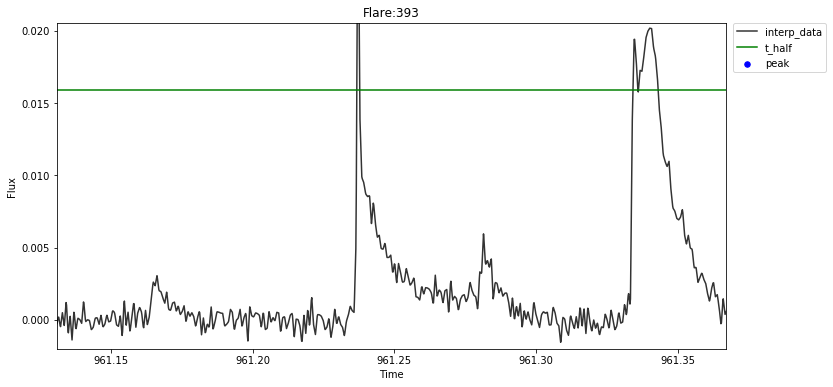 Flare:393
interp_data
t_half
peak
0.020
0.015
0.010
0.005
0.000
Flux
961.15
961.20
961.25
961.30
961.35
Time